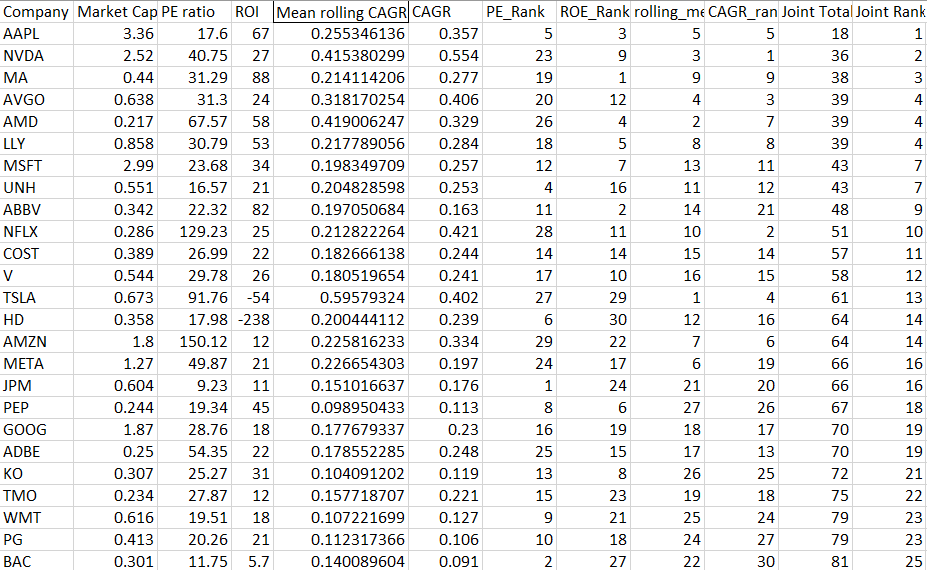 Company Market Cap PE ratio ROI Mean rolling CAGR CAGR PE_Rank ROE_Rank rolling_me CAGR_ran Joint Total Joint Rank
AAPL 3.36 17.6 67 0.255346136 0.357 5 3 5 5 18 1
NVDA 2.52 40.75 27 0.415380299 0.554 23 9 3 1 36 2
MA 0.44 31.29 88 0.214114206 0.277 19 1 9 9 38 3
AVGO 0.638 31.3 24 0.318170254 0.406 20 12 4 3 39 4
AMD 0.217 67.57 58 0.419006247 0.329 26 4 2 7 39 4
LLY 0.858 30.79 53 0.217789056 0.284 18 5 8 8 39 4
MSFT 2.99 23.68 34 0.198349709 0.257 12 7 13 11 43 7
UNH 0.551 16.57 21 0.204828598 0.253 4 16 11 12 43 7
ABBV 0.342 22.32 82 0.197050684 0.163 11 2 14 21 48 9
NFLX 0.286 129.23 25 0.212822264 0.421 28 11 10 2 51 10
COST 0.389 26.99 22 0.182666138 0.244 14 14 15 14 57 11
V 0.544 29.78 26 0.180519654 0.241 17 10 16 15 58 12
TSLA 0.673 91.76 -54 0.59579324 0.402 27 29 1 4 61 13
HD 0.358 17.98 -238 0.200444112 0.239 6 30 12 16 64 14
AMZN 1.8 150.12 12 0.225816233 0.334 29 22 7 6 64 14
META 1.27 49.87 21 0.226654303 0.197 24 17 6 19 66 16
JPM 0.604 9.23 11 0.151016637 0.176 1 24 21 20 66 16
PEP 0.244 19.34 45 0.098950433 0.113 8 6 27 26 67 18
GOOG 1.87 28.76 18 0.177679337 0.23 16 19 18 17 70 19
ADBE 0.25 54.35 22 0.178552285 0.248 25 15 17 13 70 19
KO 0.307 25.27 31 0.104091202 0.119 13 8 26 25 72 21
TMO 0.234 27.87 12 0.157718707 0.221 15 23 19 18 75 22
WMT 0.616 19.51 18 0.107221699 0.127 9 21 25 24 79 23
PG 0.413 20.26 21 0.112317366 0.106 10 18 24 27 79 23
BAC 0.301 11.75 5.7 0.140089604 0.091 2 27 22 30 81 25